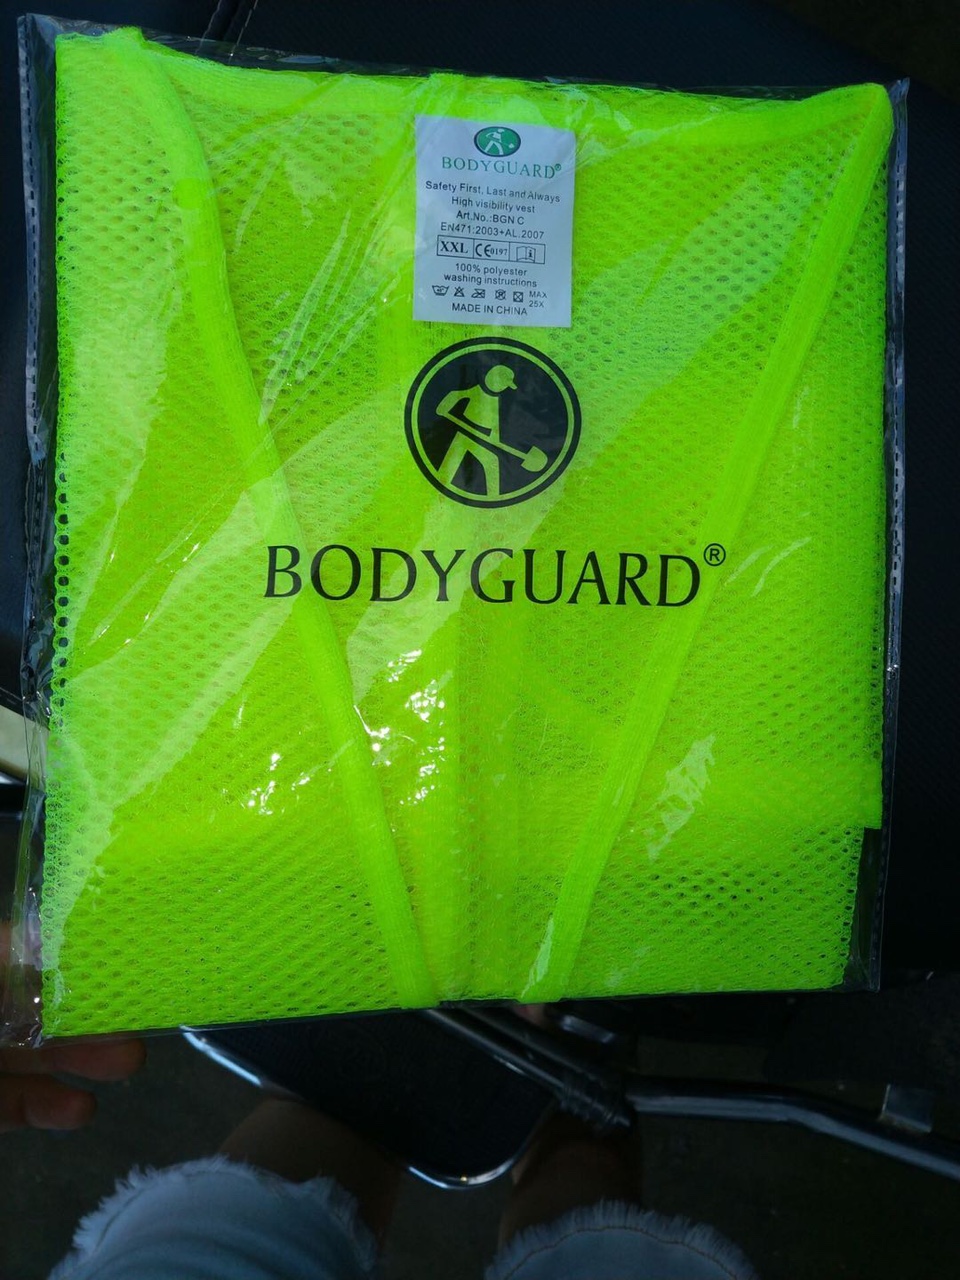 BODYGUARD®
Safety First, Last and Always
High visibility vest
Art.No.:BGN C
EN471:2003+AL.2007
XXL CE0197 i
100% polyester
washing instructions
MAX
25X
MADE IN CHINA
BODYGUARD®